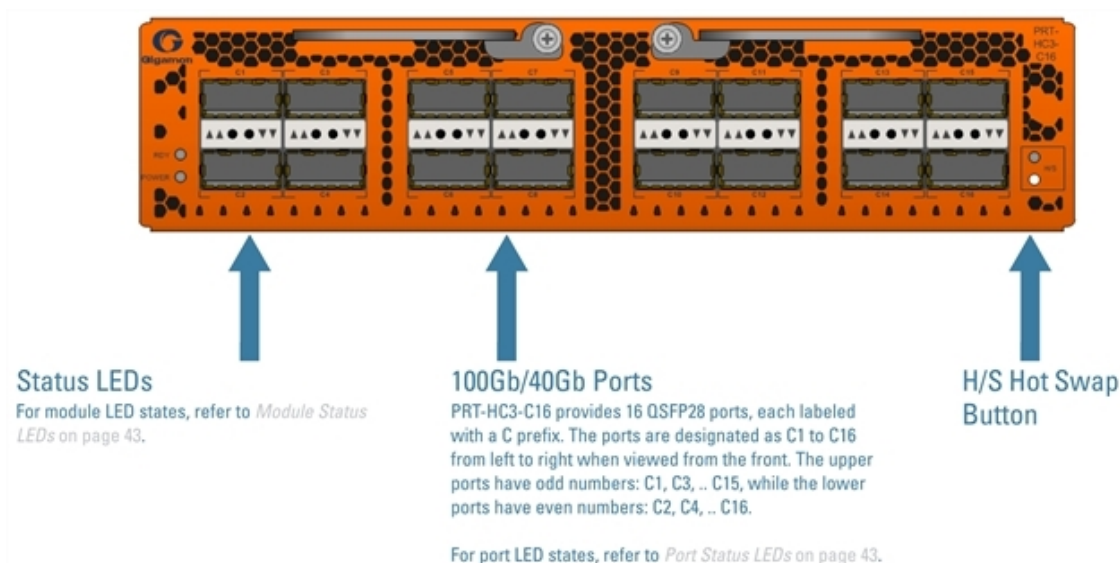 Gigamon
PRT-
HC3-
C16
C1 C3 C5 C7 C9 C11 C13 C15
RDY
POWER
H/S
C2 C4 C6 C8 C10 C12 C14 C16
Status LEDs
For module LED states, refer to Module Status
LEDs on page 43.
100Gb/40Gb Ports
PRT-HC3-C16 provides 16 QSFP28 ports, each labeled
with a C prefix. The ports are designated as C1 to C16
from left to right when viewed from the front. The upper
ports have odd numbers: C1, C3, .. C15, while the lower
ports have even numbers: C2, C4, .. C16.
For port LED states, refer to Port Status LEDs on page 43.
H/S Hot Swap
Button